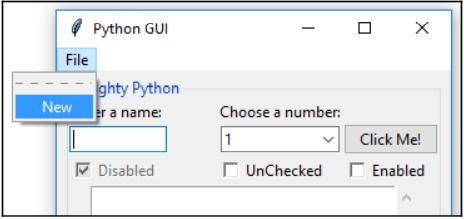 Python GUI
File
New
ghty Python
er a name:
Choose a number:
1
Click Me!
Disabled
UnChecked
Enabled